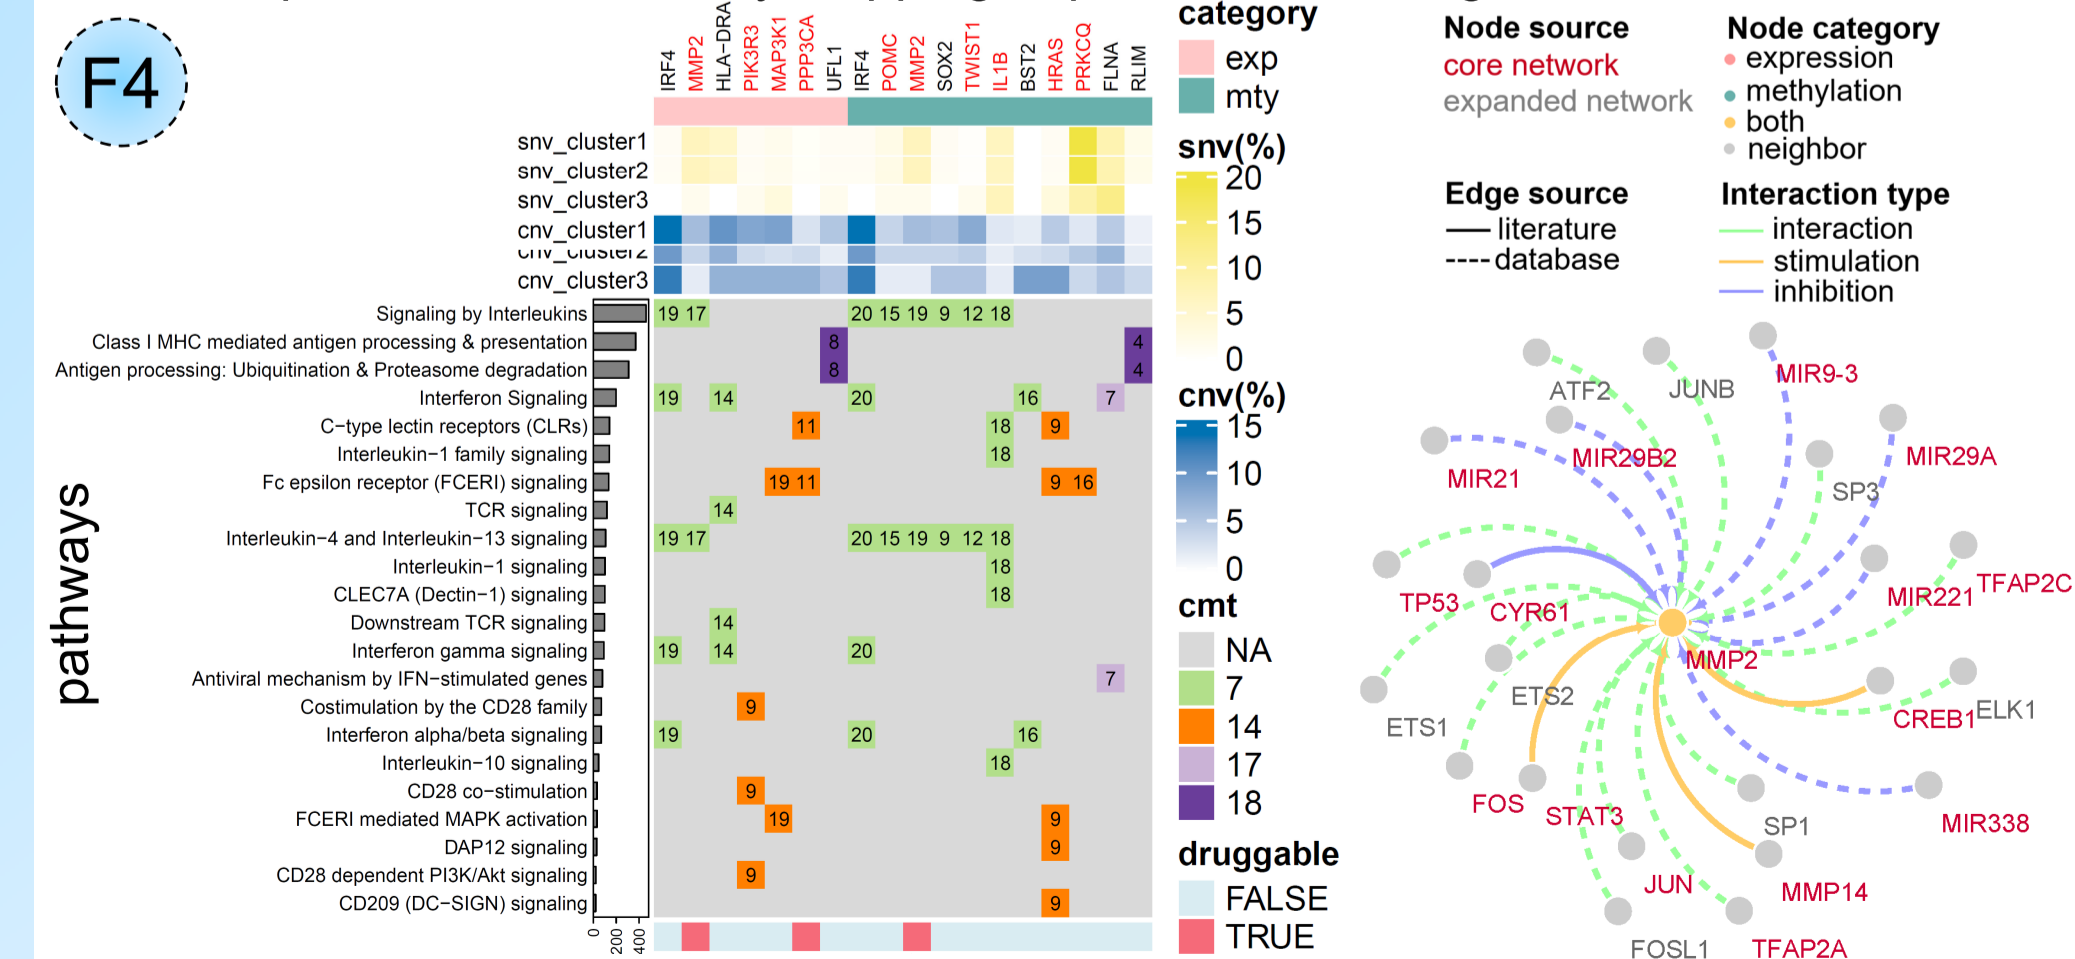 F4
IRF4 MMP2 HLA−DRA PIK3R3 MAP3K1 PPP3CA UFL1 IRF4 POMC MMP2 SOX2 TWIST1 IL1B BST2 HRAS PRKCQ FLNA RLIM
snv_cluster1
snv_cluster2
snv_cluster3
cnv_cluster1
cnv_cluster2
cnv_cluster3
pathways
Signaling by Interleukins 19 17 20 15 19 9 12 18
Class I MHC mediated antigen processing & presentation 8 4
Antigen processing: Ubiquitination & Proteasome degradation 8 4
Interferon Signaling 19 14 20 16 7
C−type lectin receptors (CLRs) 11 18 9
Interleukin−1 family signaling 18
Fc epsilon receptor (FCERI) signaling 19 11 9 16
TCR signaling 14
Interleukin−4 and Interleukin−13 signaling 19 17 20 15 19 9 12 18
Interleukin−1 signaling 18
CLEC7A (Dectin−1) signaling 18
Downstream TCR signaling 14
Interferon gamma signaling 19 14 20
Antiviral mechanism by IFN−stimulated genes 7
Costimulation by the CD28 family 9
Interferon alpha/beta signaling 19 20 16
Interleukin−10 signaling 18
CD28 co−stimulation 9
FCERI mediated MAPK activation 19 9
DAP12 signaling 9
CD28 dependent PI3K/Akt signaling 9
CD209 (DC−SIGN) signaling 9
0 200 400
category
exp
mty
snv(%)
20
15
10
5
0
cnv(%)
15
10
5
0
cmt
NA
7
14
17
18
druggable
FALSE
TRUE
Node source
core network
expanded network
Node category
expression
methylation
both
neighbor
Edge source
literature
database
Interaction type
interaction
stimulation
inhibition
MIR9-3
ATF2
JUNB
MIR29B2
MIR29A
MIR21
SP3
TFAP2C
MIR221
TP53
CYR61
MMP2
ETS2
ETS1
CREB1
ELK1
FOS
STAT3
SP1
MIR338
JUN
MMP14
FOSL1
TFAP2A